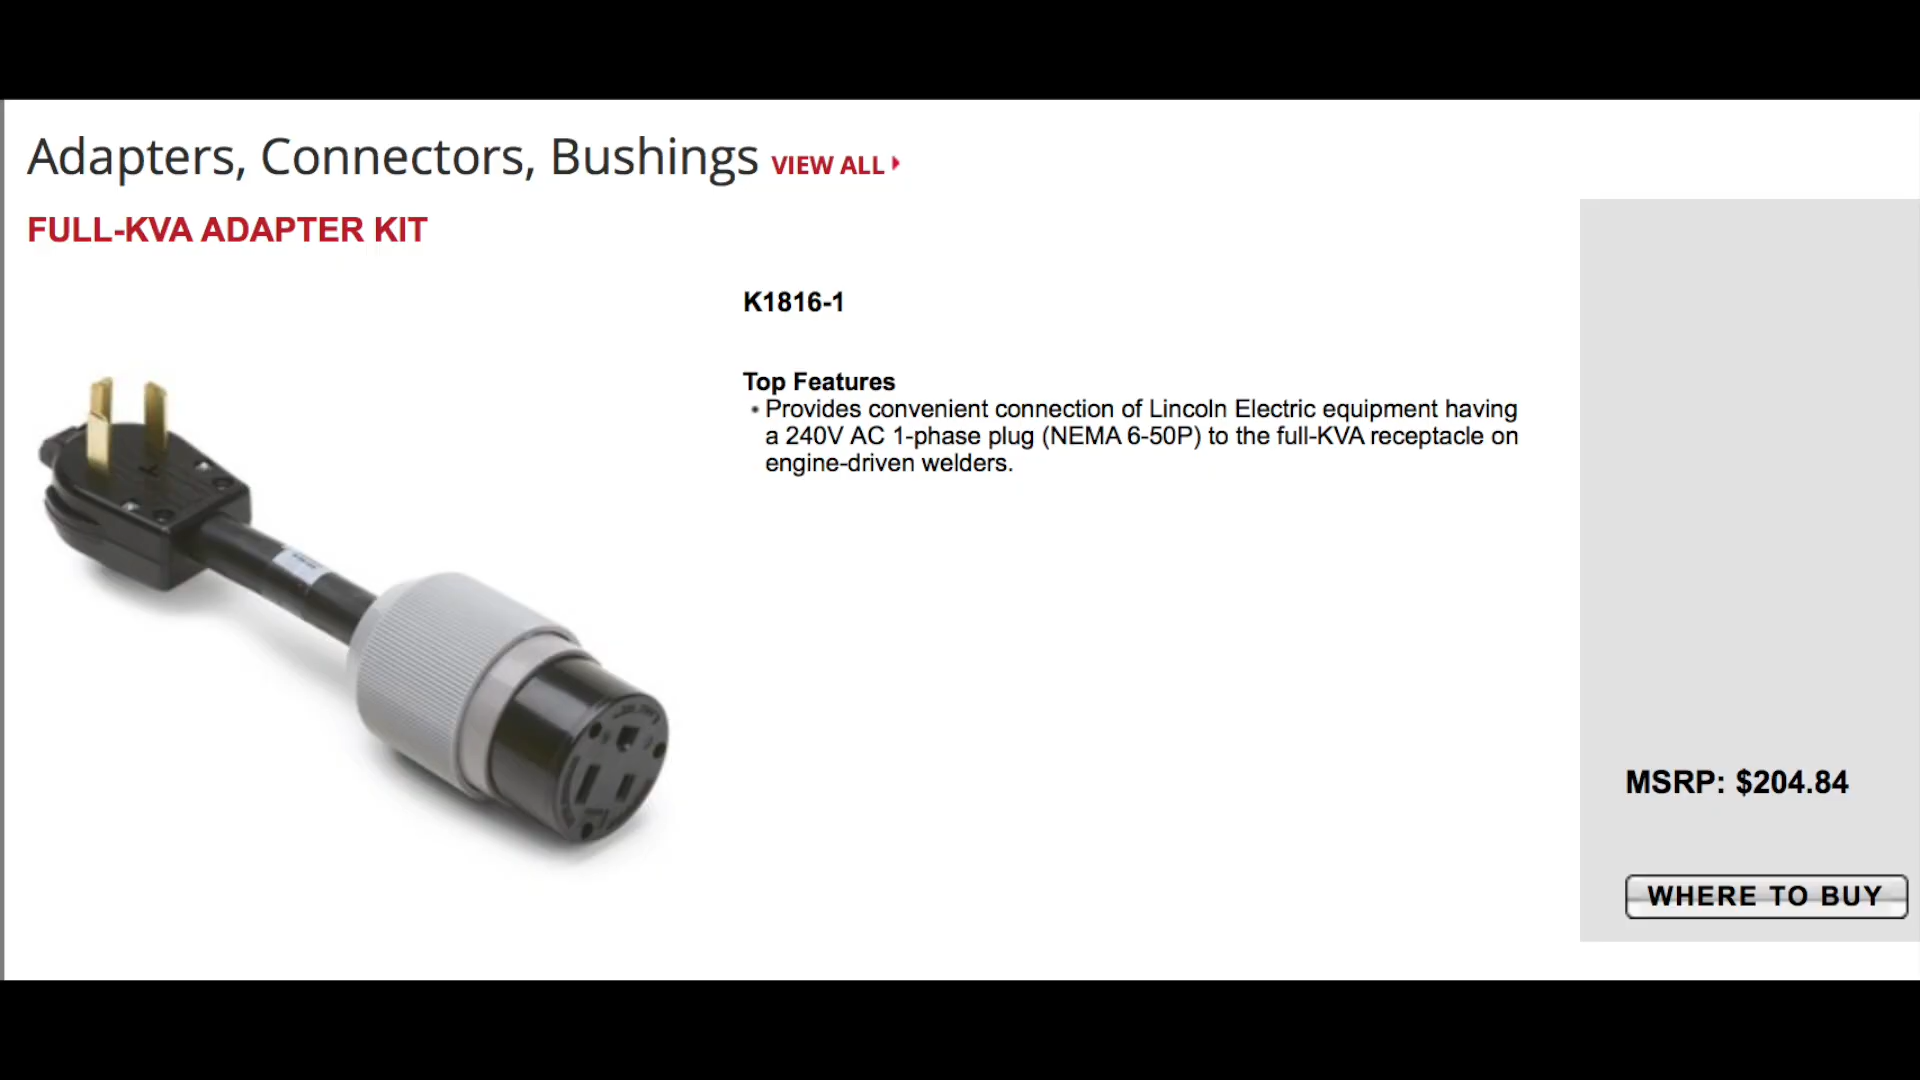 Adapters, Connectors, Bushings VIEW ALL
FULL-KVA ADAPTER KIT
K1816-1
Top Features
• Provides convenient connection of Lincoln Electric equipment having
a 240V AC 1-phase plug (NEMA 6-50P) to the full-KVA receptacle on
engine-driven welders.
MSRP: $204.84
WHERE TO BUY